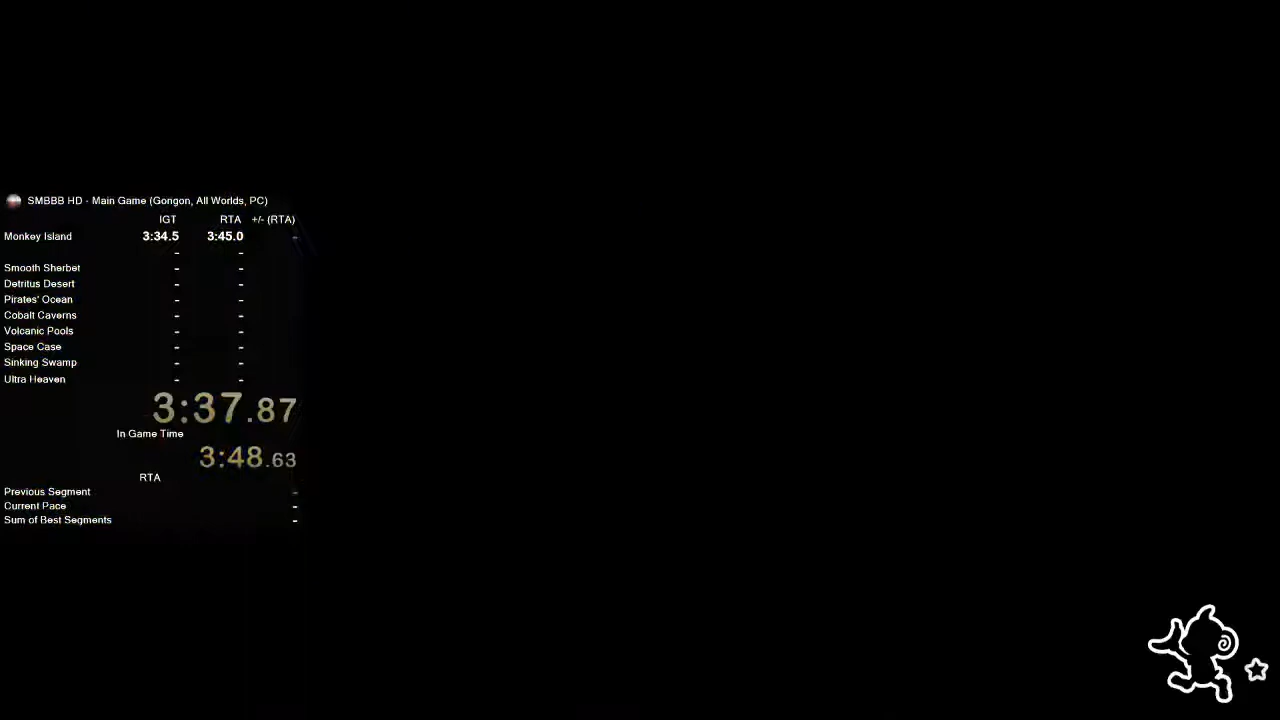 SMBBB HD - Main Game (Gongon, All Worlds, PC)
IGT RTA +/- (RTA)
Monkey Island 3:34.5 3:45.0 -
- -
Smooth Sherbet - -
Detritus Desert - -
Pirates' Ocean - -
Cobalt Caverns - -
Volcanic Pools - -
Space Case - -
Sinking Swamp - -
Ultra Heaven - -
3:37.87
In Game Time
3:48.63
RTA
Previous Segment -
Current Pace -
Sum of Best Segments -